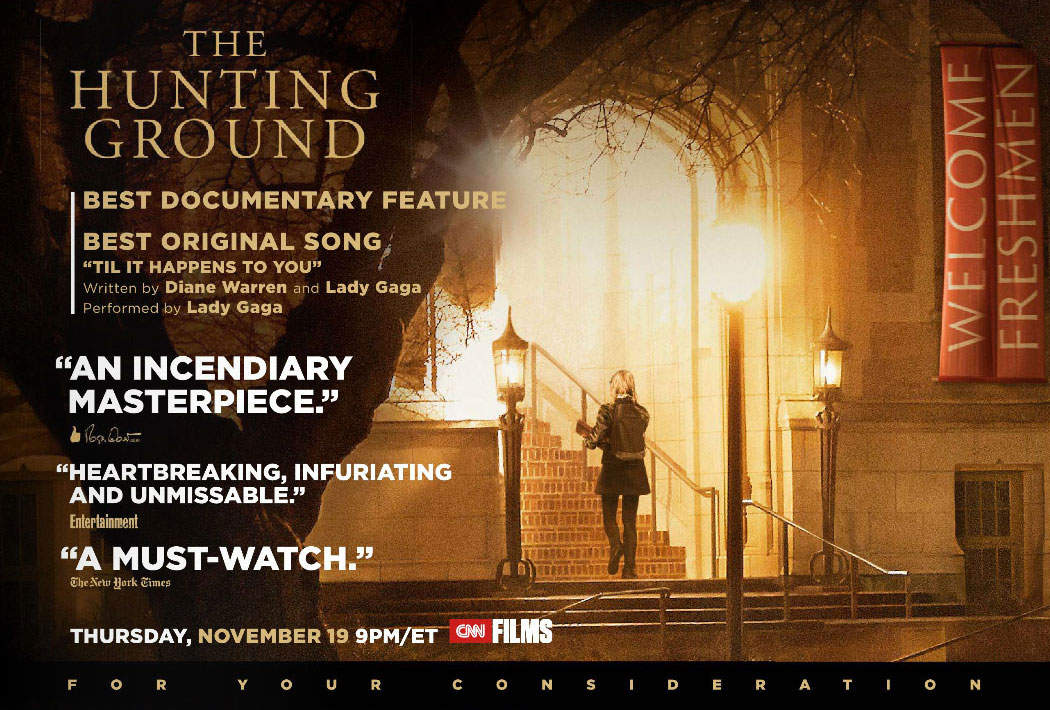 THE
HUNTING
GROUND
BEST DOCUMENTARY FEATURE
BEST ORIGINAL SONG
“TIL IT HAPPENS TO YOU”
Written by Diane Warren and Lady Gaga
Performed by Lady Gaga
“AN INCENDIARY
MASTERPIECE.”
“HEARTBREAKING, INFURIATING
AND UNMISSABLE.”
Entertainment
“A MUST-WATCH.”
The New York Times
THURSDAY, NOVEMBER 19 9PM/ET CNN FILMS
FOR YOUR CONSIDERATION
WELCOME
FRESHMEN